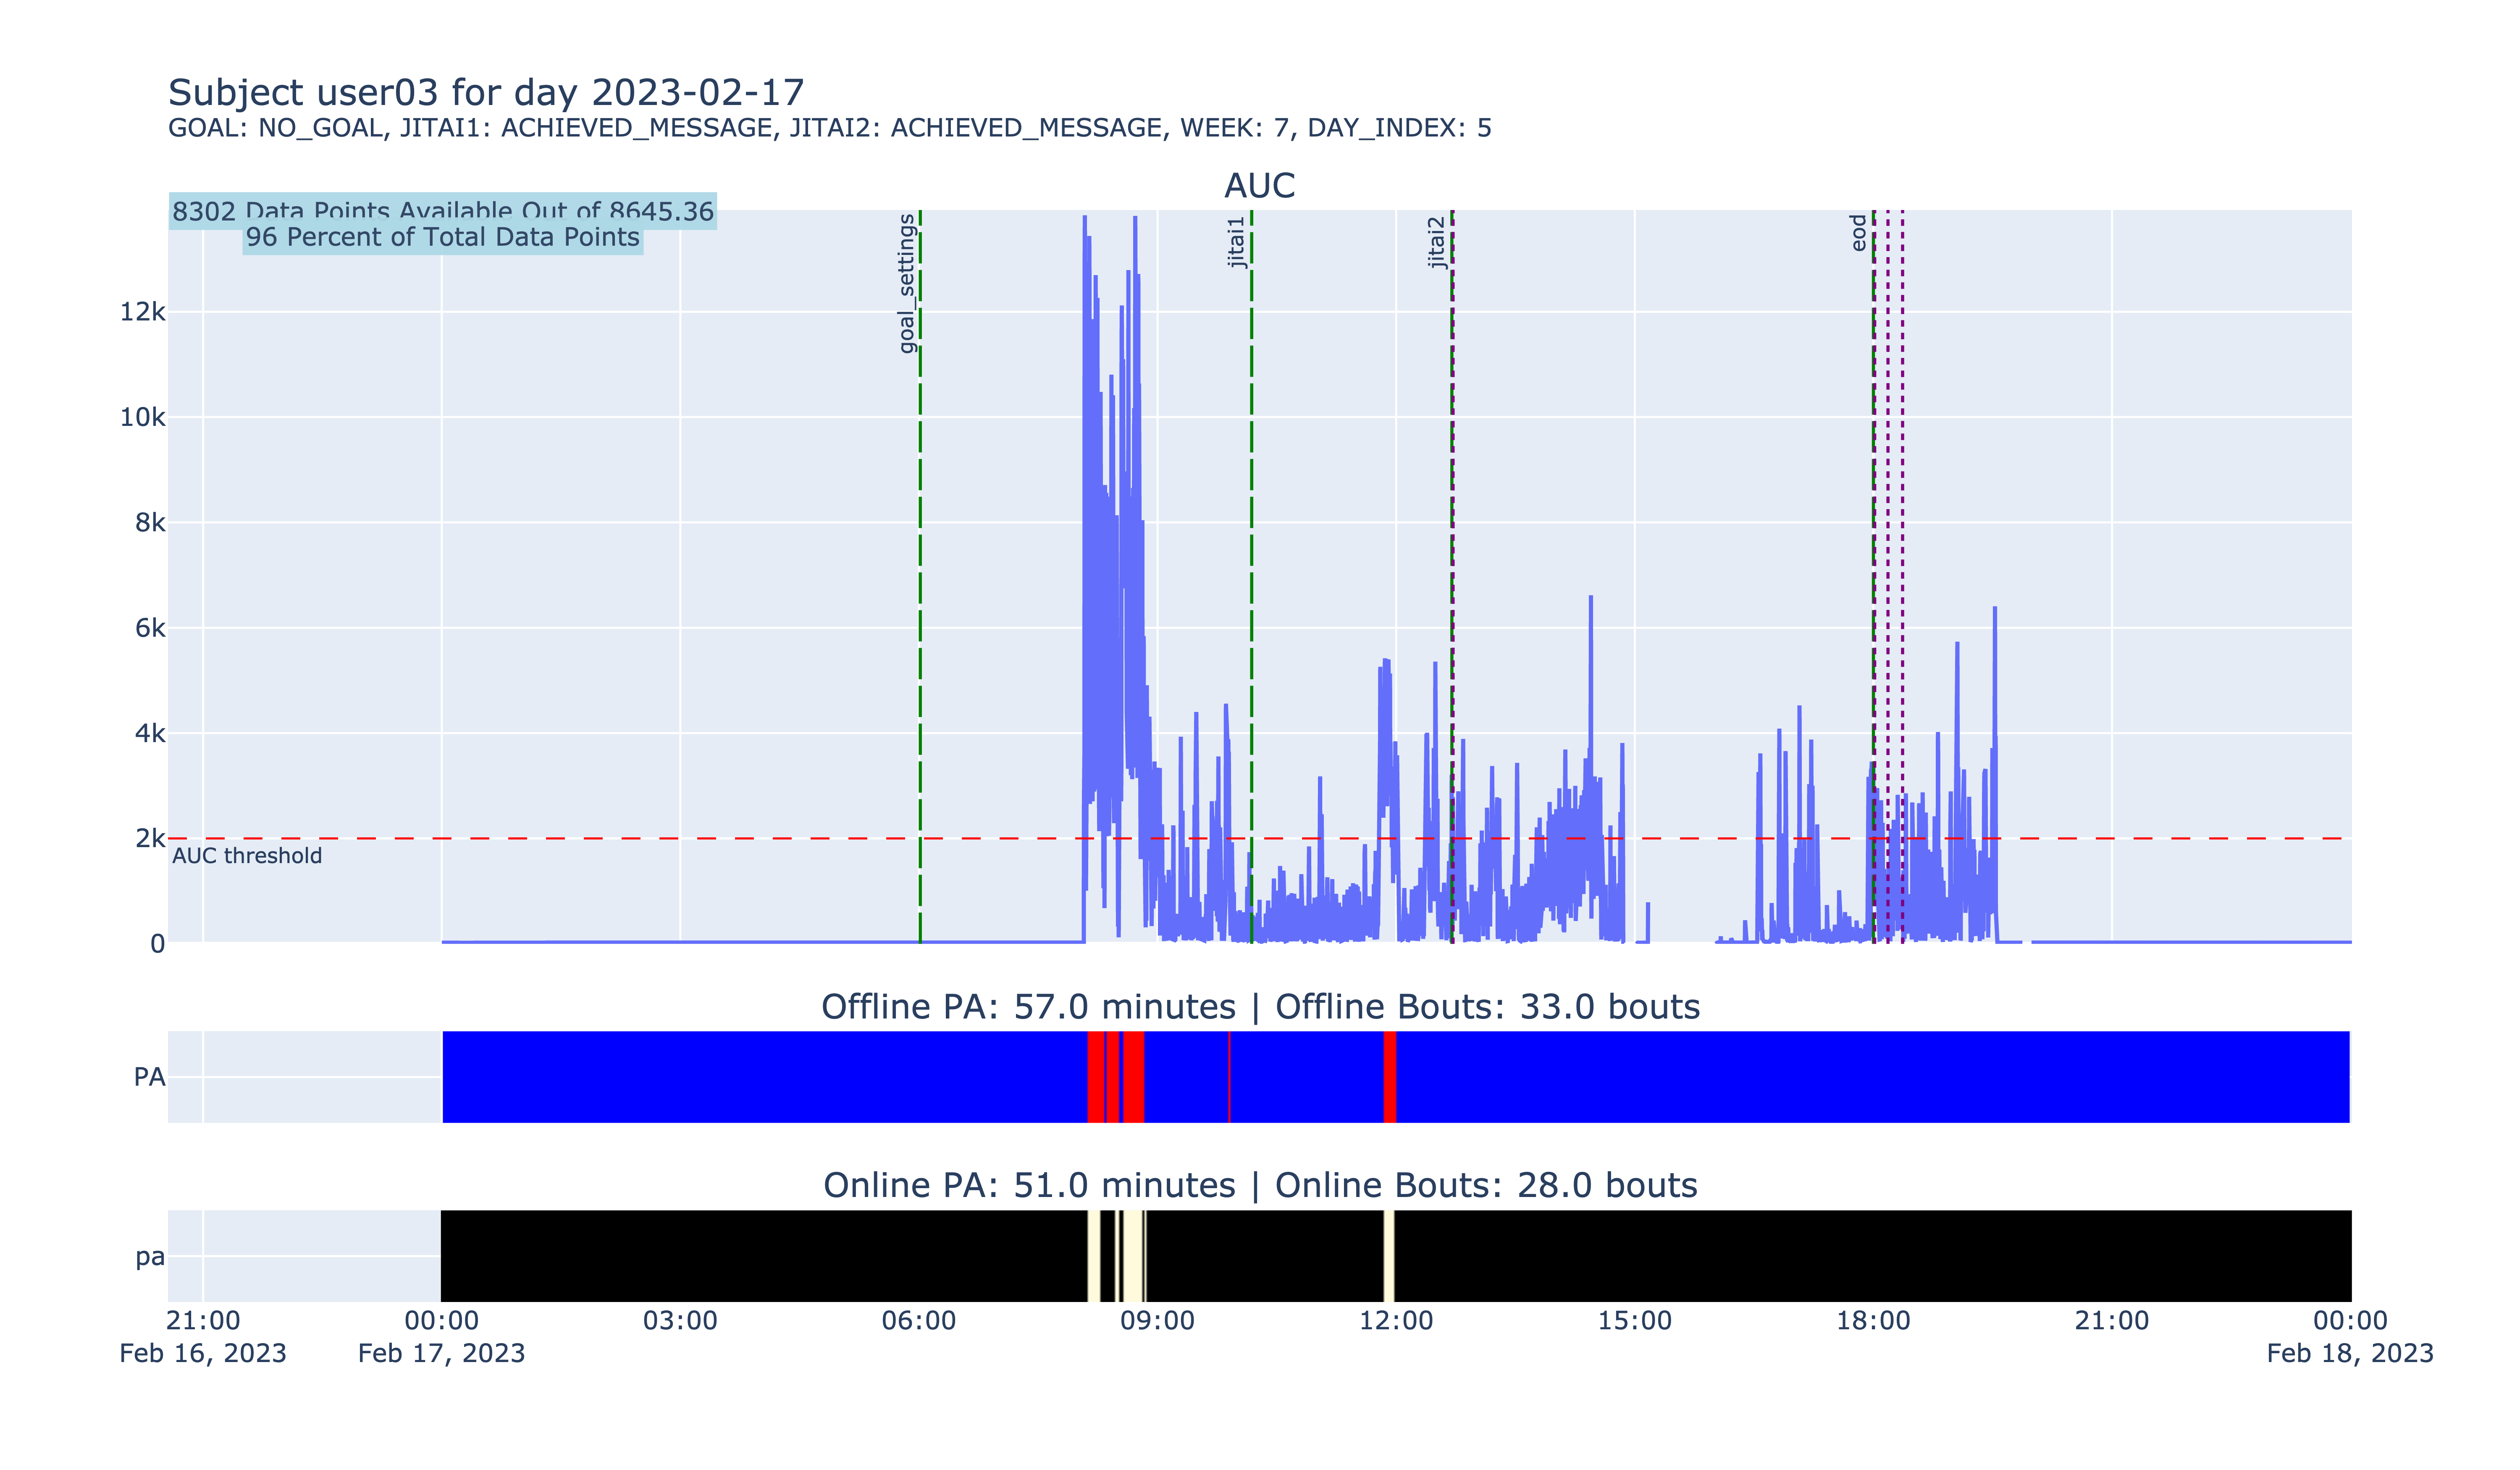 Subject user03 for day 2023-02-17
GOAL: NO_GOAL, JITAI1: ACHIEVED_MESSAGE, JITAI2: ACHIEVED_MESSAGE, WEEK: 7, DAY_INDEX: 5
AUC
8302 Data Points Available Out of 8645.36
96 Percent of Total Data Points
goal_settings
jitai1
jitai2
eod
12k
10k
8k
6k
4k
2k
AUC threshold
0
Offline PA: 57.0 minutes | Offline Bouts: 33.0 bouts
PA
Online PA: 51.0 minutes | Online Bouts: 28.0 bouts
pa
21:00 00:00 03:00 06:00 09:00 12:00 15:00 18:00 21:00 00:00
Feb 16, 2023 Feb 17, 2023 Feb 18, 2023